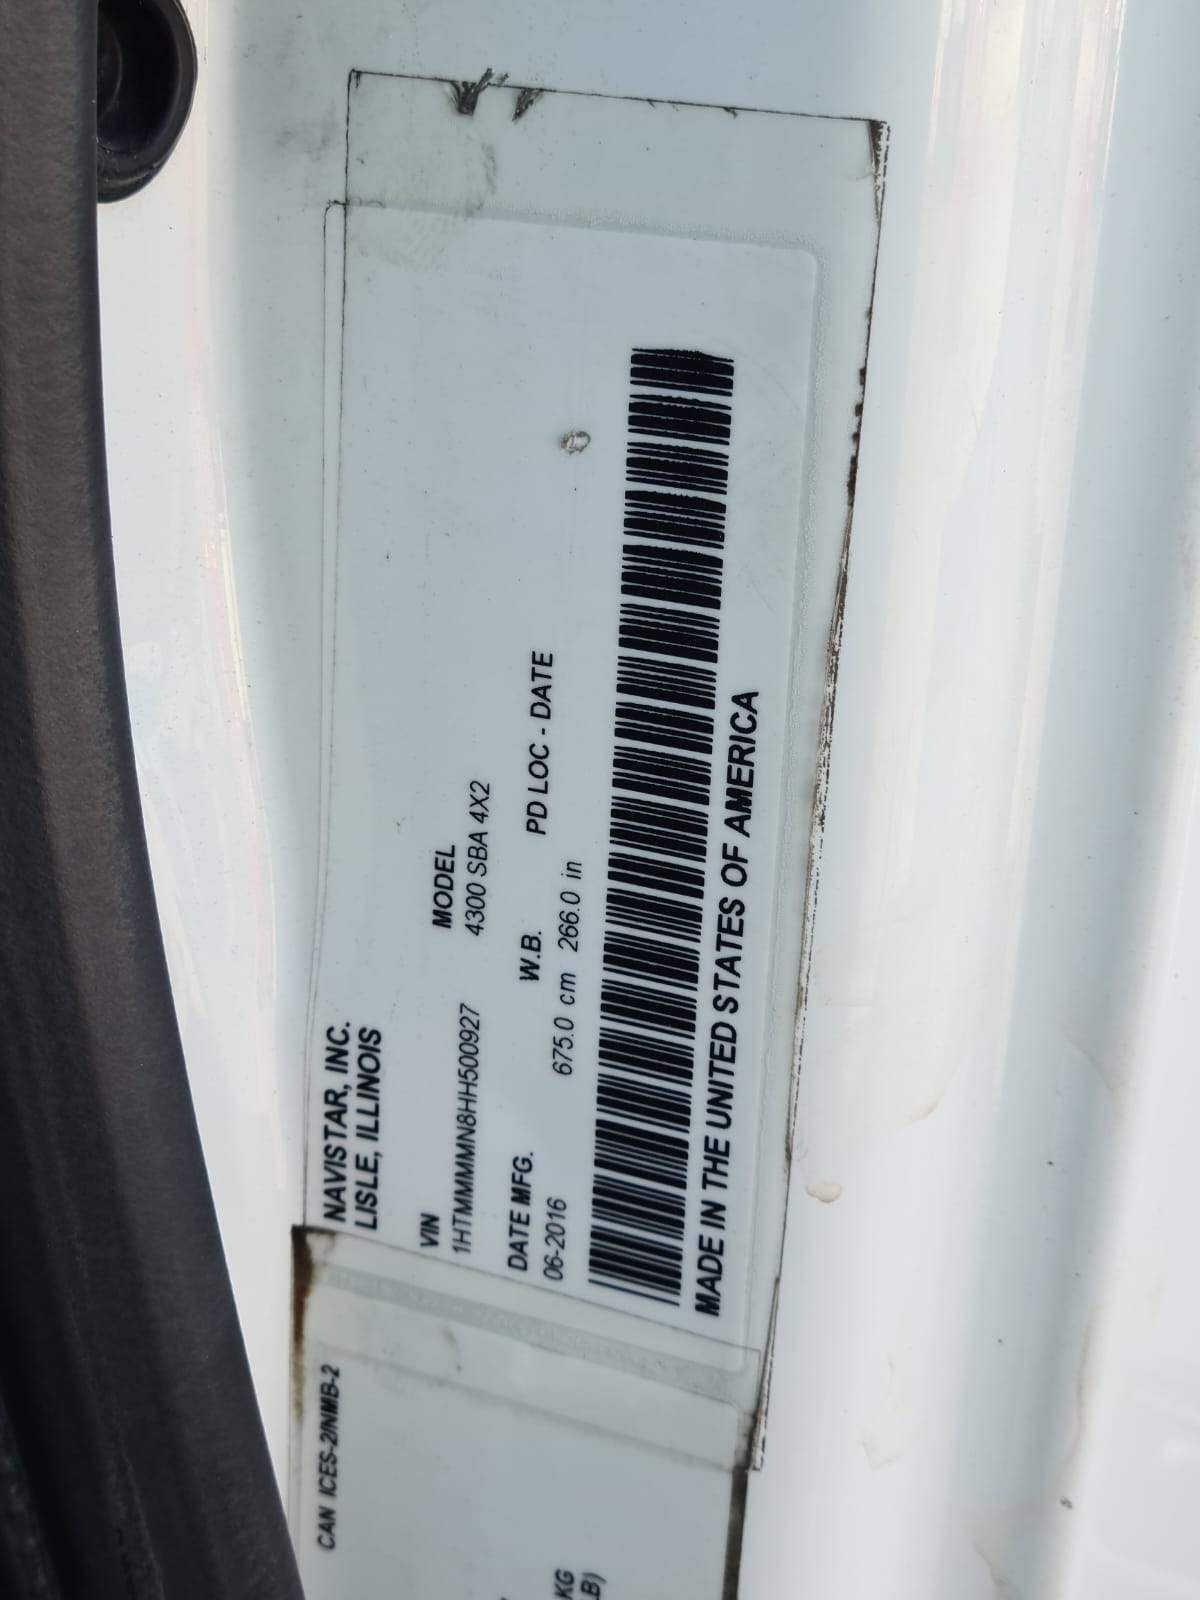 NAVISTAR, INC.
LISLE, ILLINOIS
VIN MODEL
1HTMMMMN8HH500927 4300 SBA 4X2
DATE MFG. W.B. PD LOC - DATE
06-2016 675.0 cm 266.0 in
MADE IN THE UNITED STATES OF AMERICA
CAN ICES-2/NMB-2
KG
LB)